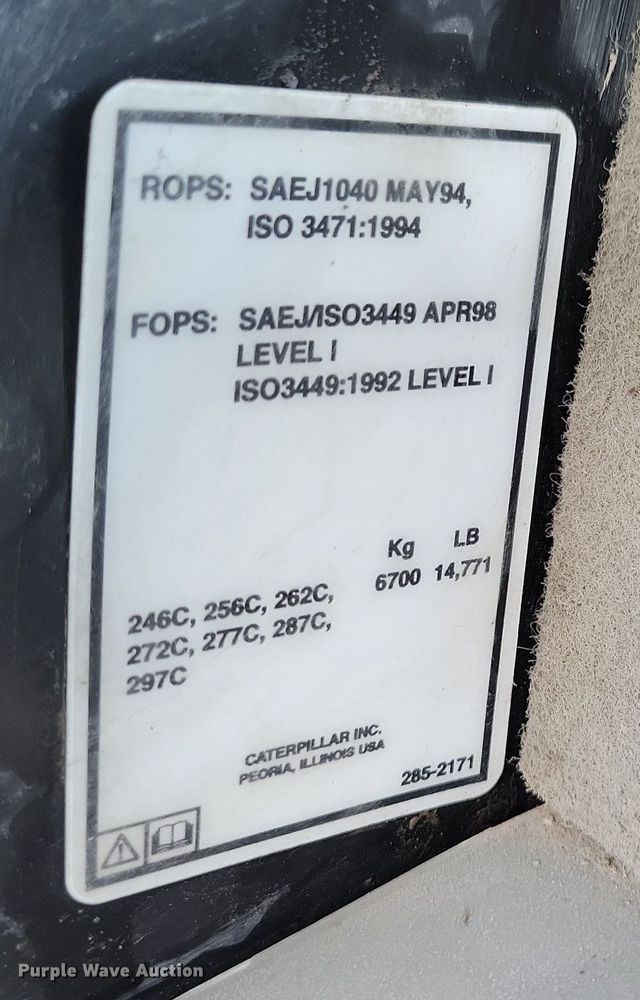 ROPS: SAEJ1040 MAY94,
ISO 3471:1994
FOPS: SAEJ/ISO3449 APR98
LEVEL I
ISO3449:1992 LEVEL I
Kg LB
246C, 256C, 262C, 6700 14,771
272C, 277C, 287C,
297C
CATERPILLAR INC.
PEORIA, ILLINOIS USA
285-2171
Purple Wave Auction